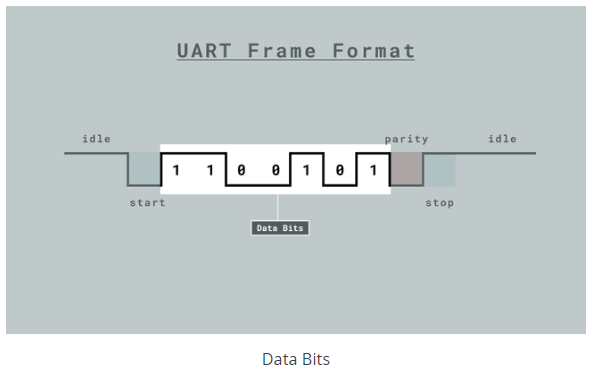 UART Frame Format
idle parity idle
1 1 0 0 1 0 1
start stop
Data Bits
Data Bits